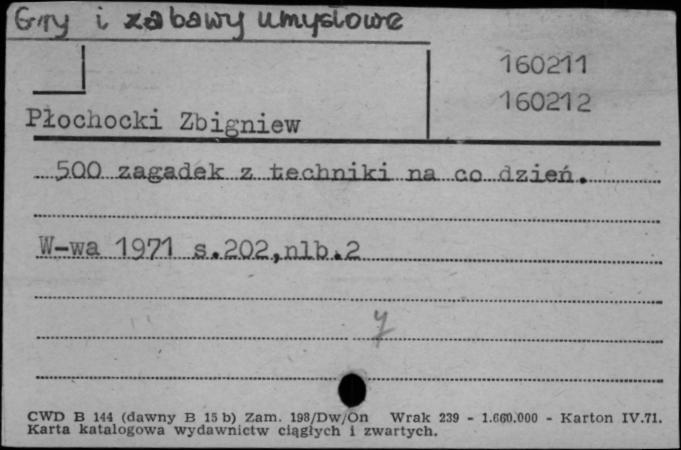 Gry i zabawy umysłowe
160211
160212
Płochocki Zbigniew
500 zagadek z techniki na co dzień.
W-wa 1971 s.202,nlb.2
y
CWD B 144 (dawny B 15 b) Zam. 198/Dw/On Wrak 239 - 1.660.000 - Karton IV.71.
Karta katalogowa wydawnictw ciągłych i zwartych.